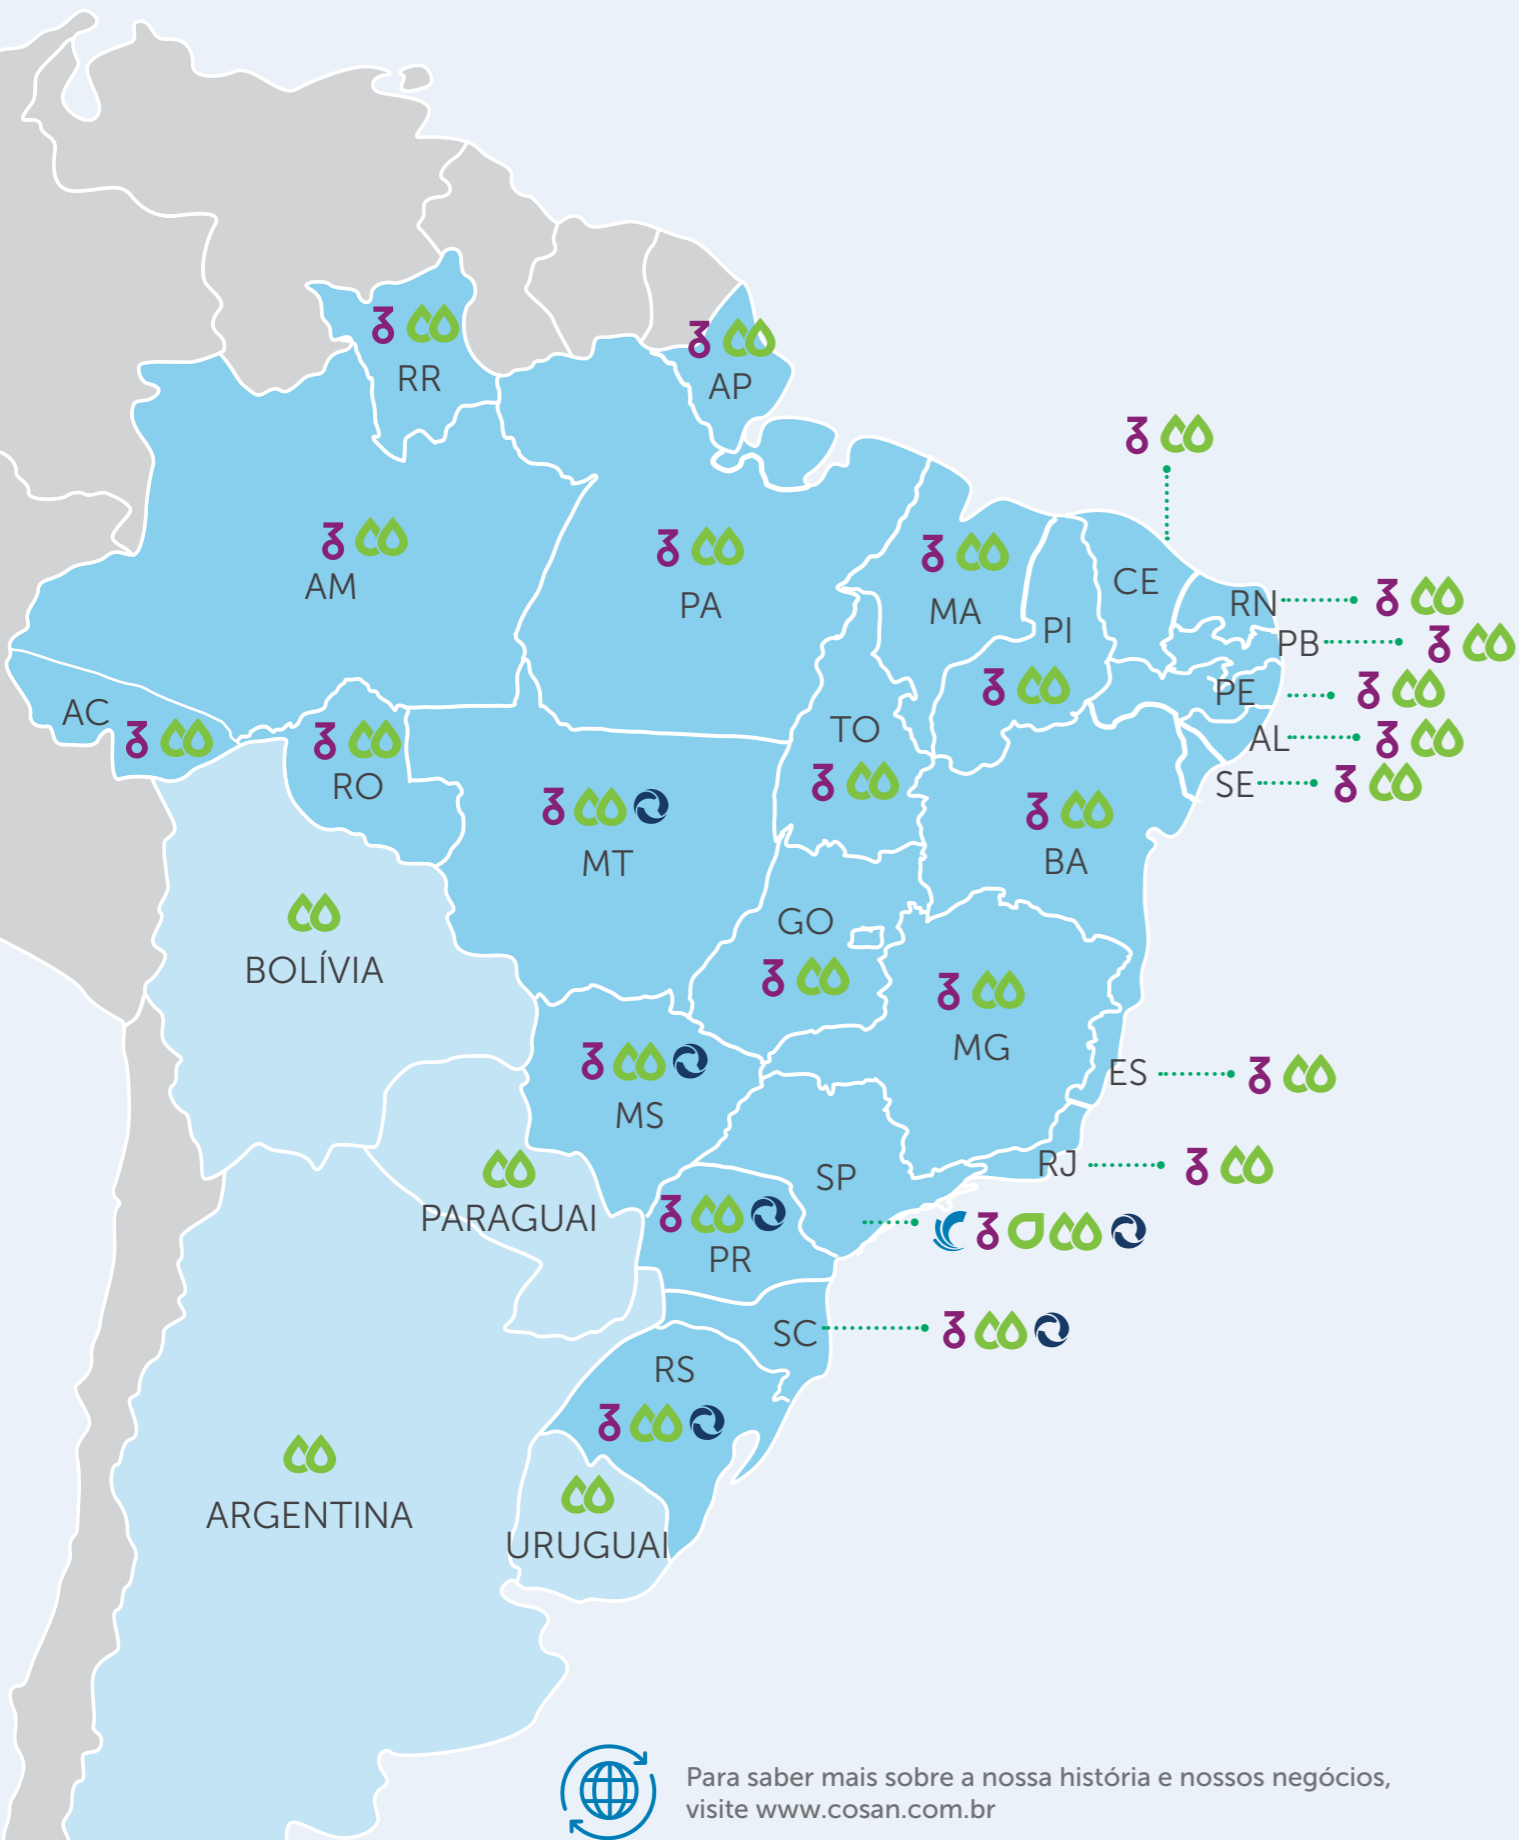 RR
AP
AM
PA
MA
CE
PI
RN
PB
PE
AL
SE
AC
RO
TO
MT
BA
GO
BOLÍVIA
MG
MS
ES
PARAGUAI
SP
RJ
PR
SC
RS
ARGENTINA
URUGUAI
Para saber mais sobre a nossa história e nossos negócios,
visite www.cosan.com.br